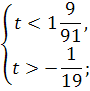 t < 1 9/91,
t > - 1/19;